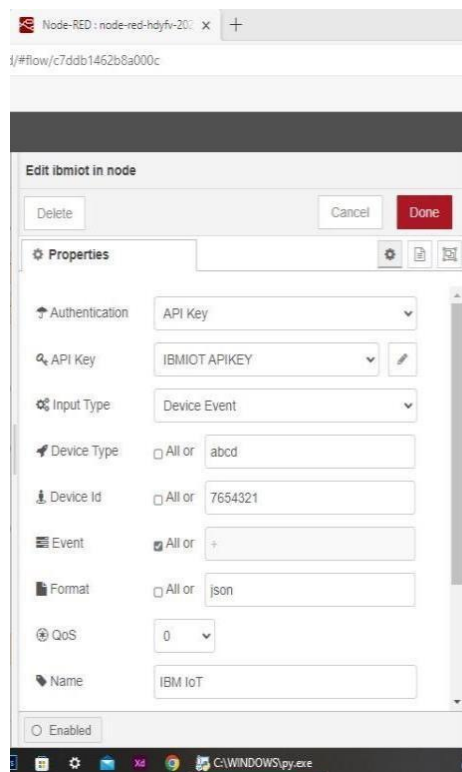 Node-RED : node-red-hdyfv-202
d/#flow/c7ddb1462b8a000c
Edit ibmiot in node
Delete Cancel Done
Properties
Authentication API Key
API Key IBMIOT APIKEY
Input Type Device Event
Device Type All or abcd
Device Id All or 7654321
Event All or +
Format All or json
QoS 0
Name IBM IoT
Enabled
Xd C:\WINDOWS\py.exe